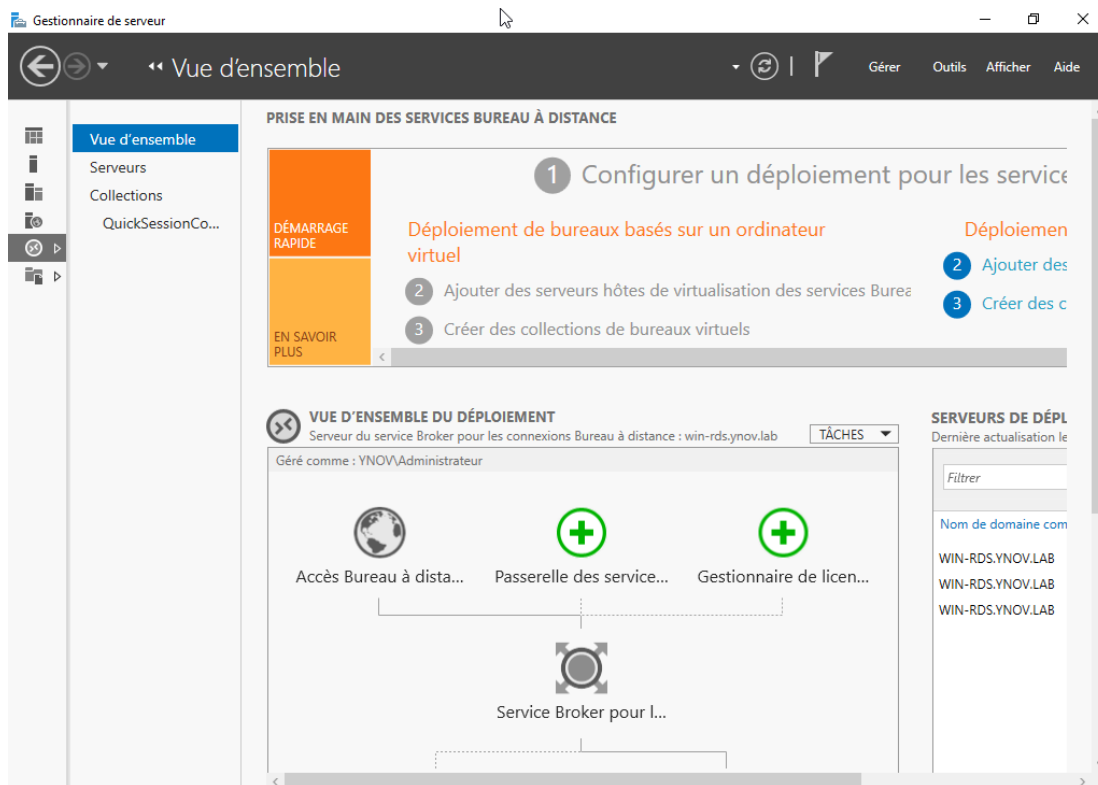 Gestionnaire de serveur
Vue d'ensemble
Gérer Outils Afficher Aide
Vue d'ensemble
Serveurs
Collections
QuickSessionCo...
PRISE EN MAIN DES SERVICES BUREAU À DISTANCE
1 Configurer un déploiement pour les service
DÉMARRAGE
RAPIDE
EN SAVOIR
PLUS
Déploiement de bureaux basés sur un ordinateur
virtuel
2 Ajouter des serveurs hôtes de virtualisation des services Burea
3 Créer des collections de bureaux virtuels
Déploiemen
2 Ajouter des
3 Créer des c
VUE D'ENSEMBLE DU DÉPLOIEMENT
Serveur du service Broker pour les connexions Bureau à distance : win-rds.ynov.lab
TÂCHES
Géré comme : YNOV\Administrateur
Accès Bureau à dista...
Passerelle des service...
Gestionnaire de licen...
Service Broker pour l...
SERVEURS DE DÉPL
Dernière actualisation le
Filtrer
Nom de domaine com
WIN-RDS.YNOV.LAB
WIN-RDS.YNOV.LAB
WIN-RDS.YNOV.LAB